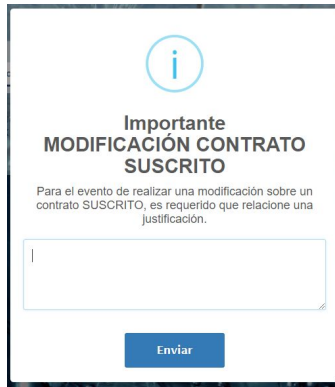 i
Importante
MODIFICACIÓN CONTRATO
SUSCRITO
Para el evento de realizar una modificación sobre un
contrato SUSCRITO, es requerido que relacione una
justificación.
Enviar